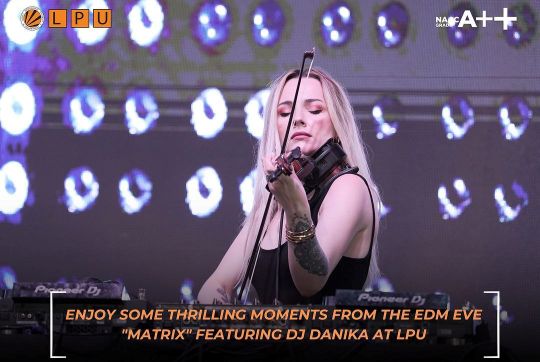 LPU
NAAC
GRADE A++
Pioneer Dj
Pioneer Dj
ENJOY SOME THRILLING MOMENTS FROM THE EDM EVE
"MATRIX" FEATURING DJ DANIKA AT LPU